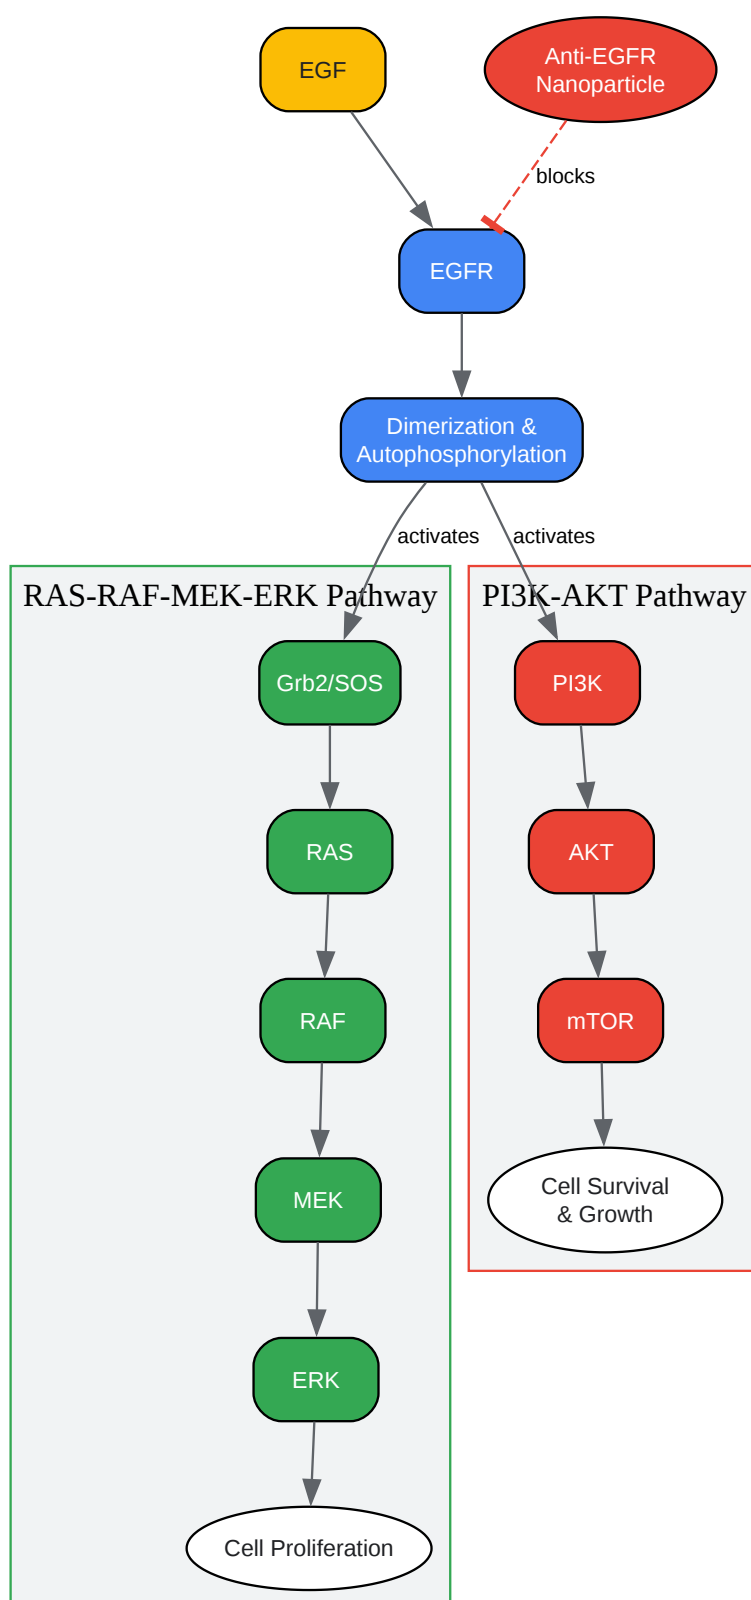 EGF
Anti-EGFR
Nanoparticle
blocks
EGFR
Dimerization &
Autophosphorylation
activates
activates
RAS-RAF-MEK-ERK Pathway
PI3K-AKT Pathway
Grb2/SOS
PI3K
RAS
AKT
RAF
mTOR
MEK
Cell Survival
& Growth
ERK
Cell Proliferation